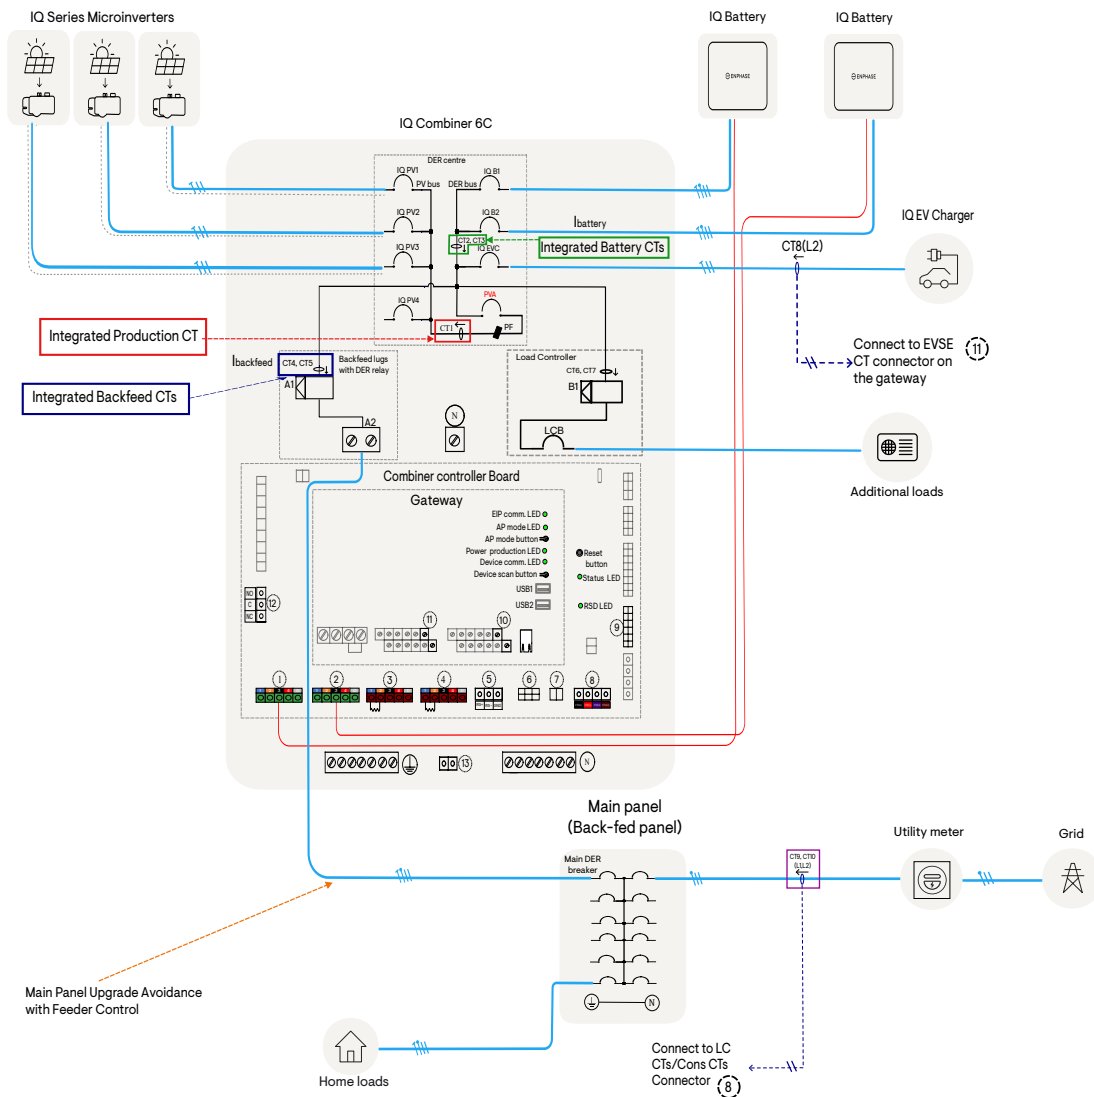 IQ Series Microinverters
IQ Battery
IQ Battery
ENPHASE
ENPHASE
IQ Combiner 6C
DER centre
IQ PV1
PV bus
DER bus
IQ B1
IQ PV2
IQ B2
Ibattery
CT2, CT3
Integrated Battery CTs
IQ PV3
IQ EVC
IQ EV Charger
CT8(L2)
IQ PV4
PVA
CT1
PF
Integrated Production CT
Connect to EVSE
CT connector on
the gateway
11
Ibackfeed
CT4, CT5
Backfeed lugs
with DER relay
A1
A2
Integrated Backfeed CTs
Load Controller
CT6, CT7
B1
LCB
N
Additional loads
Combiner controller Board
Gateway
EIP comm. LED
AP mode LED
AP mode button
Power production LED
Device comm. LED
Device scan button
USB1
USB2
Reset
button
Status LED
RSD LED
NO
C
NC
12
11
10
9
1
2
3
4
5
6
7
8
13
N
Main panel
(Back-fed panel)
Main DER
breaker
CT9, CT10
(L1,L2)
Utility meter
Grid
N
Main Panel Upgrade Avoidance
with Feeder Control
Home loads
Connect to LC
CTs/Cons CTs
Connector
8